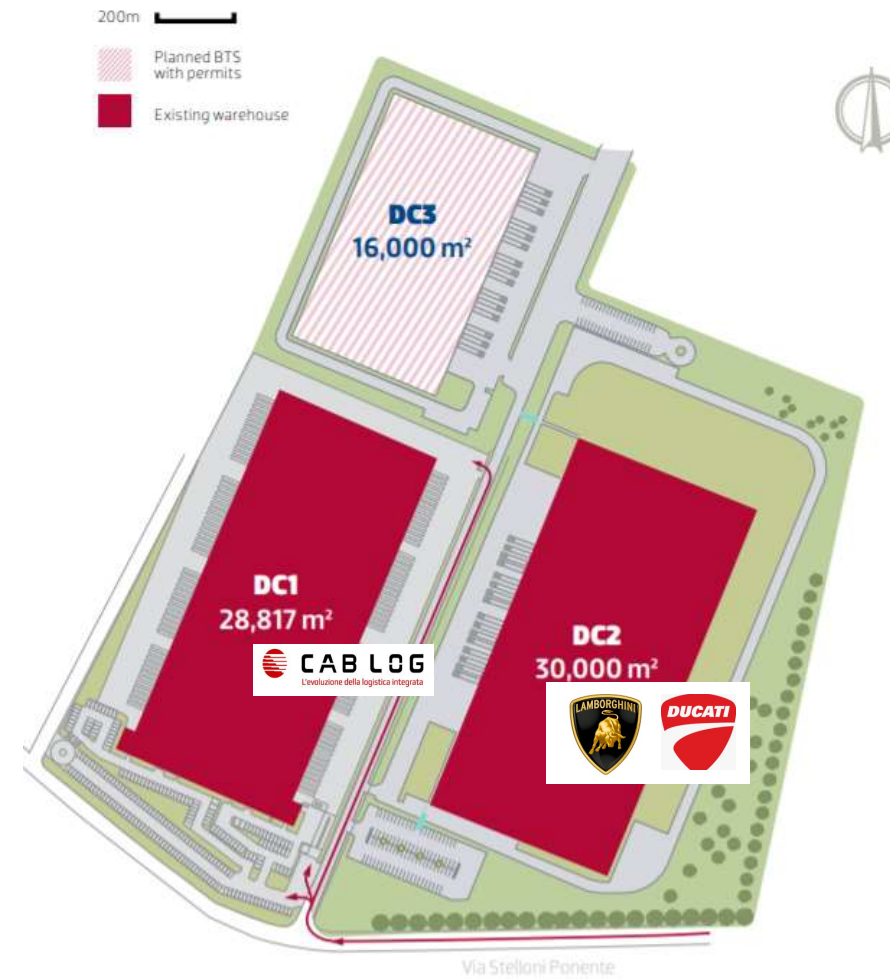 200m
Planned BTS
with permits
Existing warehouse
DC3
16,000 m²
DC1
28,817 m²
CAB LOG
L'evoluzione della logistica integrata
DC2
30,000 m²
LAMBORGHINI
DUCATI
Via Stelloni Ponente